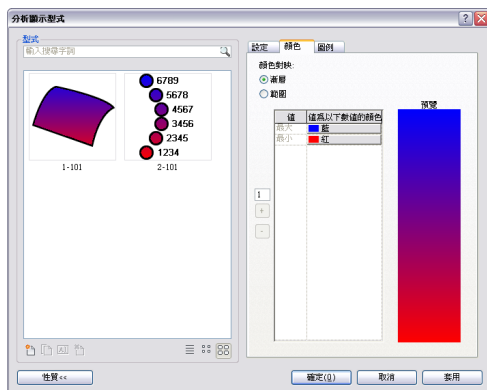 分析顯示型式
型式
輸入搜尋字詞
6789
5678
4567
3456
2345
1234
1-101
2-101
性質<<
設定
顏色
圖例
顏色對映:
漸層
範圍
值
值為以下數值的顏色
最大
藍
最小
紅
1
+
-
預覽
確定(O)
取消
套用